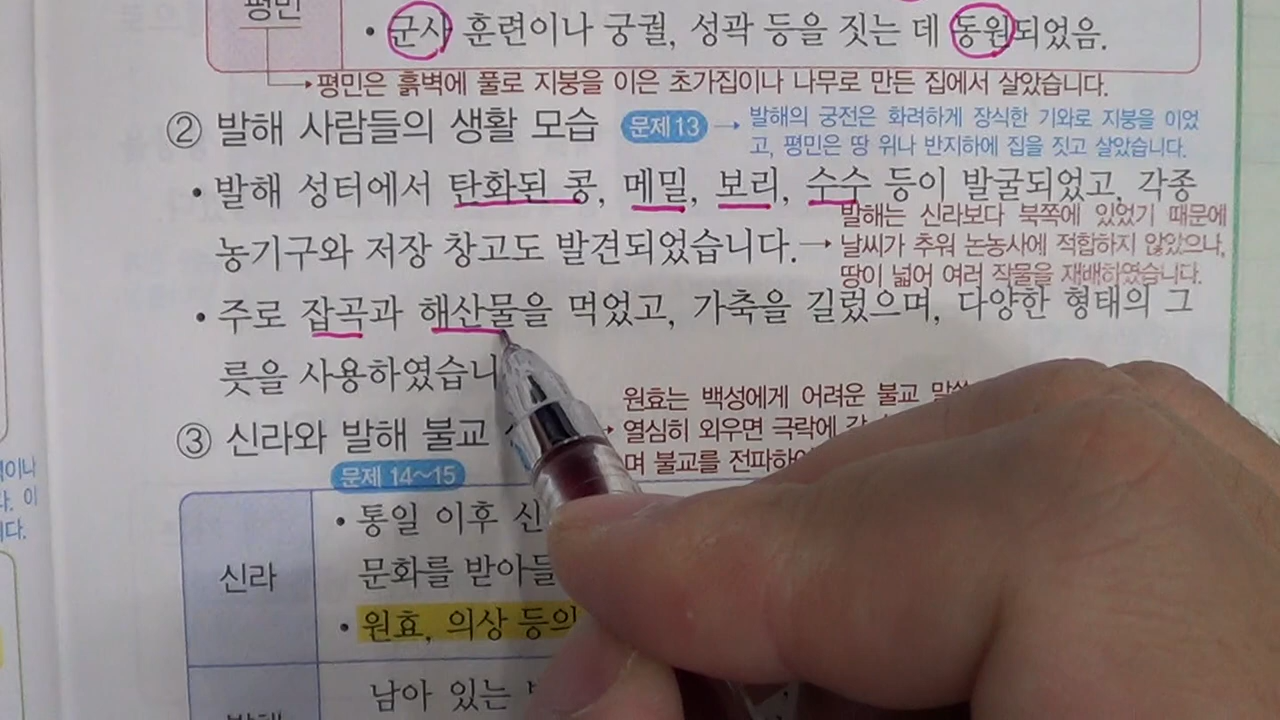 평민
• 군사 훈련이나 궁궐, 성곽 등을 짓는 데 동원되었음.
평민은 흙벽에 풀로 지붕을 이은 초가집이나 나무로 만든 집에서 살았습니다.
② 발해 사람들의 생활 모습 문제 13
발해의 궁전은 화려하게 장식한 기와로 지붕을 이었
고, 평민은 땅 위나 반지하에 집을 짓고 살았습니다.
• 발해 성터에서 탄화된 콩, 메밀, 보리, 수수 등이 발굴되었고, 각종
농기구와 저장 창고도 발견되었습니다.
발해는 신라보다 북쪽에 있었기 때문에
날씨가 추워 논농사에 적합하지 않았으나,
땅이 넓어 여러 작물을 재배하였습니다.
• 주로 잡곡과 해산물을 먹었고, 가축을 길렀으며, 다양한 형태의 그
릇을 사용하였습니
③ 신라와 발해 불교
문제 14~15
원효는 백성에게 어려운 불교
열심히 외우면 극락에
며 불교를
신라
• 통일 이후
문화를
• 원효, 의상 등의
남아 있는